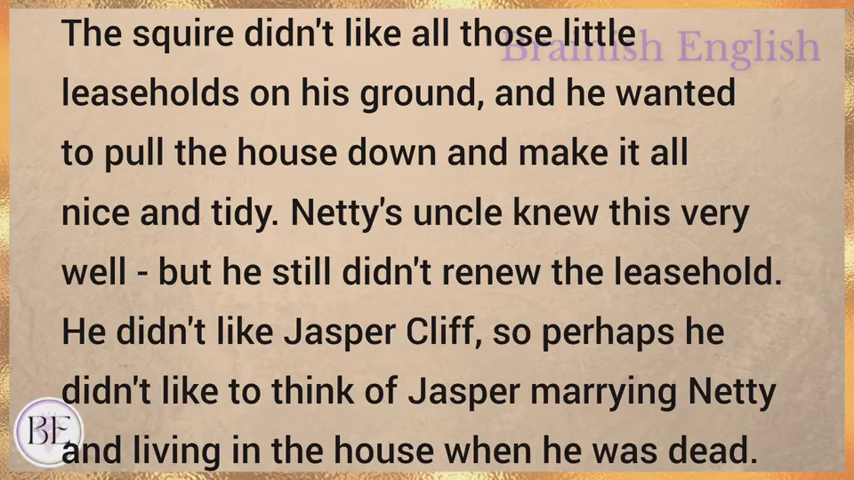 Brainish English
The squire didn't like all those little
leaseholds on his ground, and he wanted
to pull the house down and make it all
nice and tidy. Netty's uncle knew this very
well - but he still didn't renew the leasehold.
He didn't like Jasper Cliff, so perhaps he
didn't like to think of Jasper marrying Netty
BE
and living in the house when he was dead.